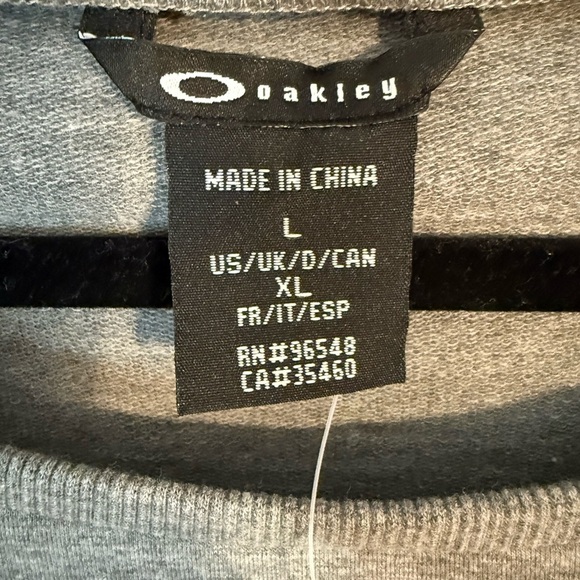 oakley
MADE IN CHINA
L
US/UK/D/CAN
XL
FR/IT/ESP
RN#96548
CA#35460